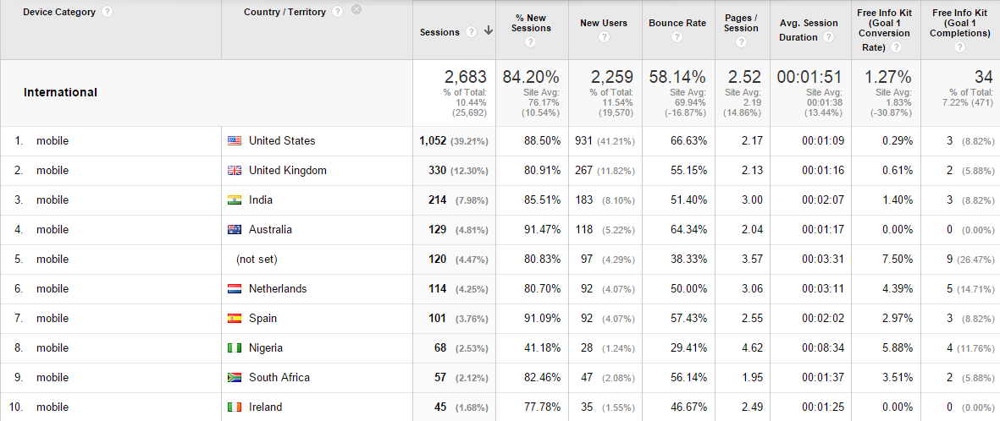 Device Category ? Country / Territory ? Sessions ? % New Sessions ? New Users ? Bounce Rate ? Pages / Session ? Avg. Session Duration ? Free Info Kit (Goal 1 Conversion Rate) ? Free Info Kit (Goal 1 Completions) ?
International 2,683 84.20% 2,259 58.14% 2.52 00:01:51 1.27% 34
% of Total: 10.44% (25,692) Site Avg: 76.17% (10.54%) % of Total: 11.54% (19,570) Site Avg: 69.94% (-16.87%) Site Avg: 2.19 (14.86%) Site Avg: 00:01:38 (13.44%) Site Avg: 1.83% (-30.87%) % of Total: 7.22% (471)
1. mobile United States 1,052 (39.21%) 88.50% 931 (41.21%) 66.63% 2.17 00:01:09 0.29% 3 (8.82%)
2. mobile United Kingdom 330 (12.30%) 80.91% 267 (11.82%) 55.15% 2.13 00:01:16 0.61% 2 (5.88%)
3. mobile India 214 (7.98%) 85.51% 183 (8.10%) 51.40% 3.00 00:02:07 1.40% 3 (8.82%)
4. mobile Australia 129 (4.81%) 91.47% 118 (5.22%) 64.34% 2.04 00:01:17 0.00% 0 (0.00%)
5. mobile (not set) 120 (4.47%) 80.83% 97 (4.29%) 38.33% 3.57 00:03:31 7.50% 9 (26.47%)
6. mobile Netherlands 114 (4.25%) 80.70% 92 (4.07%) 50.00% 3.06 00:03:11 4.39% 5 (14.71%)
7. mobile Spain 101 (3.76%) 91.09% 92 (4.07%) 57.43% 2.55 00:02:02 2.97% 3 (8.82%)
8. mobile Nigeria 68 (2.53%) 41.18% 28 (1.24%) 29.41% 4.62 00:08:34 5.88% 4 (11.76%)
9. mobile South Africa 57 (2.12%) 82.46% 47 (2.08%) 56.14% 1.95 00:01:37 3.51% 2 (5.88%)
10. mobile Ireland 45 (1.68%) 77.78% 35 (1.55%) 46.67% 2.49 00:01:25 0.00% 0 (0.00%)